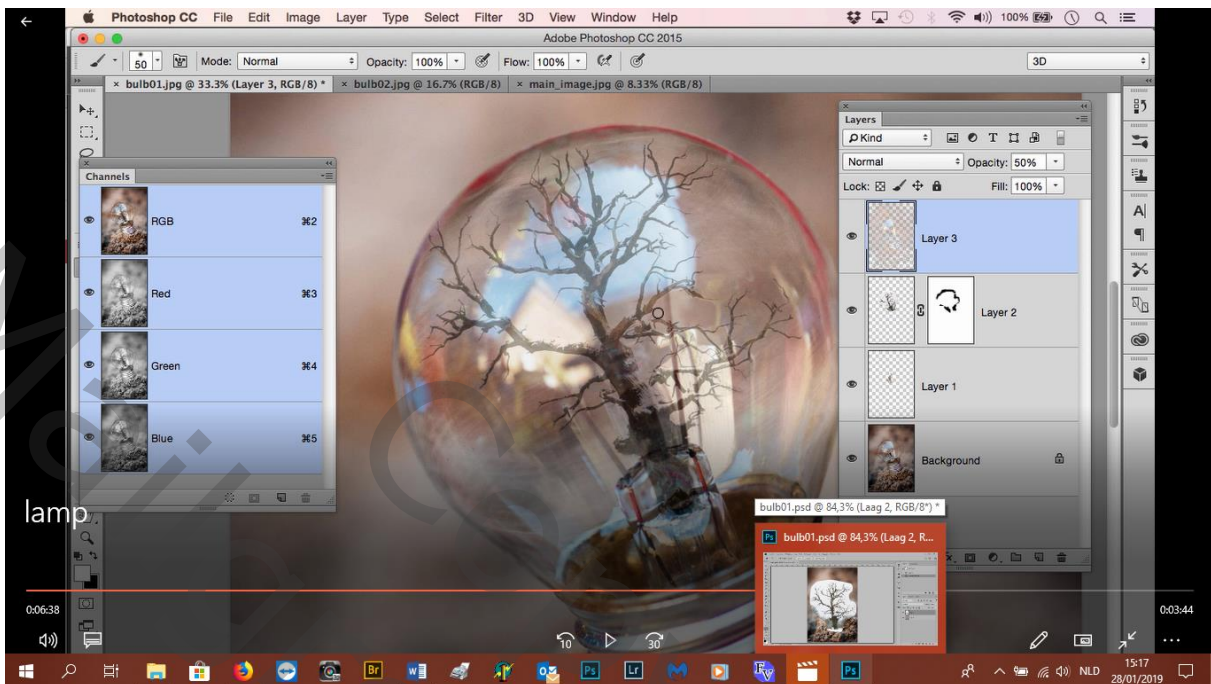 Photoshop CC File Edit Image Layer Type Select Filter 3D View Window Help 100%
Adobe Photoshop CC 2015
50 Mode: Normal Opacity: 100% Flow: 100% 3D
× bulb01.jpg @ 33.3% (Layer 3, RGB/8) * × bulb02.jpg @ 16.7% (RGB/8) × main_image.jpg @ 8.33% (RGB/8)
Channels
RGB ⌘2
Red ⌘3
Green ⌘4
Blue ⌘5
Layers
Kind
Normal Opacity: 50%
Lock: Fill: 100%
Layer 3
Layer 2
Layer 1
Background
lamp
bulb01.psd @ 84,3% (Laag 2, RGB/8*) *
Ps bulb01.psd @ 84,3% (Laag 2, R...
0:06:38 0:03:44
10 30
Br Ps Lr Ps NLD 15:17
28/01/2019